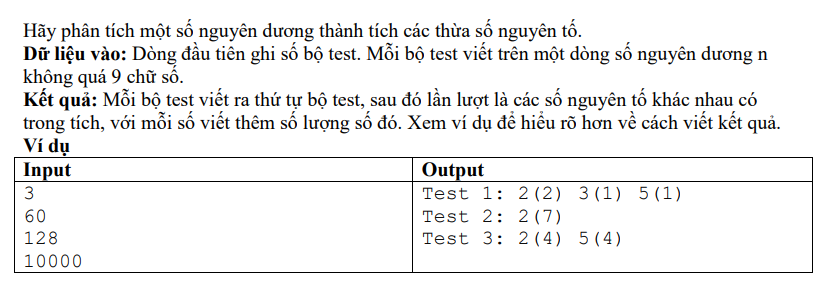 Hãy phân tích một số nguyên dương thành tích các thừa số nguyên tố.
Dữ liệu vào: Dòng đầu tiên ghi số bộ test. Mỗi bộ test viết trên một dòng số nguyên dương n
không quá 9 chữ số.
Kết quả: Mỗi bộ test viết ra thứ tự bộ test, sau đó lần lượt là các số nguyên tố khác nhau có
trong tích, với mỗi số viết thêm số lượng số đó. Xem ví dụ để hiểu rõ hơn về cách viết kết quả.
Ví dụ
Input
3
60
128
10000
Output
Test 1: 2(2) 3(1) 5(1)
Test 2: 2(7)
Test 3: 2(4) 5(4)